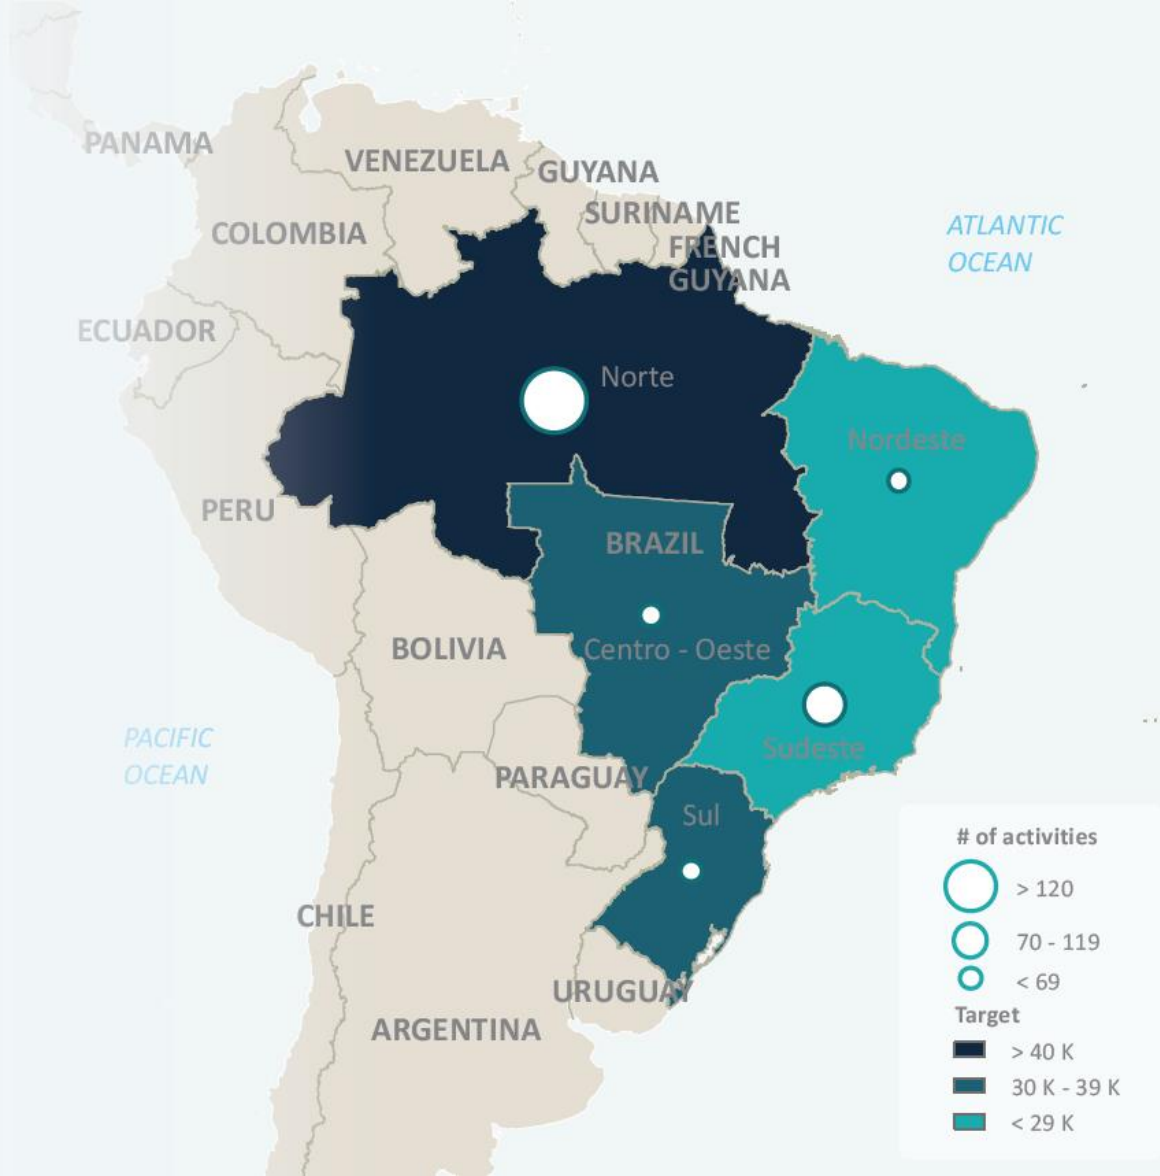 PANAMA
VENEZUELA
GUYANA
SURINAME
COLOMBIA
FRENCH
GUYANA
ATLANTIC
OCEAN
ECUADOR
Norte
Nordeste
PERU
BRAZIL
BOLIVIA
Centro - Oeste
PACIFIC
OCEAN
Sudeste
PARAGUAY
Sul
CHILE
URUGUAY
ARGENTINA
# of activities
> 120
70 - 119
< 69
Target
> 40 K
30 K - 39 K
< 29 K